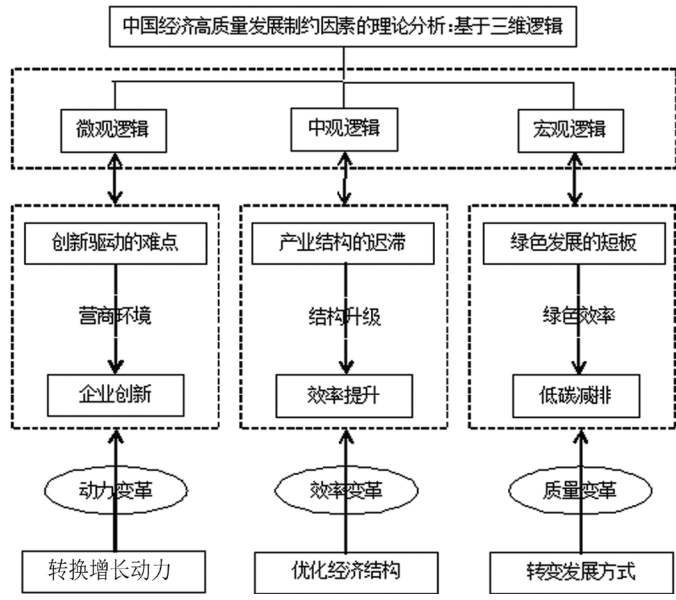 中国经济高质量发展制约因素的理论分析：基于三维逻辑
微观逻辑
中观逻辑
宏观逻辑
创新驱动的难点
产业结构的迟滞
绿色发展的短板
营商环境
结构升级
绿色效率
企业创新
效率提升
低碳减排
动力变革
效率变革
质量变革
转换增长动力
优化经济结构
转变发展方式